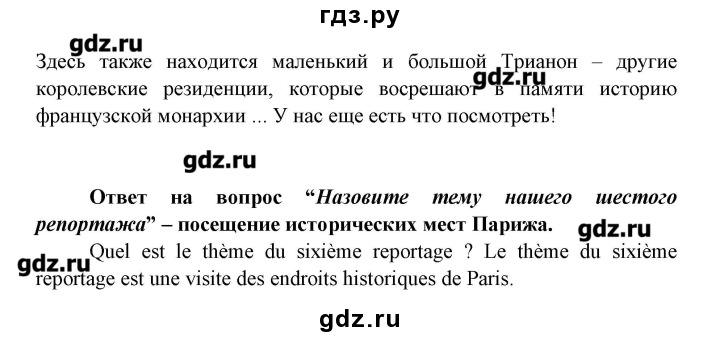 гдз.ру
gdz.ru
Здесь также находится маленький и большой Трианон – другие
gdz.ru
королевские резиденции, которые восрешают в памяти историю
французской монархии ... У нас еще есть что посмотреть!
gdz.ru
Ответ на вопрос “Назовите тему нашего шестого
репортажа” – посещение исторических мест Парижа.
gdz.ru
Quel est le thème du sixième reportage ? Le thème du sixième
gdz.ru
reportage est une visite des endroits historiques de Paris.
gdz.ru